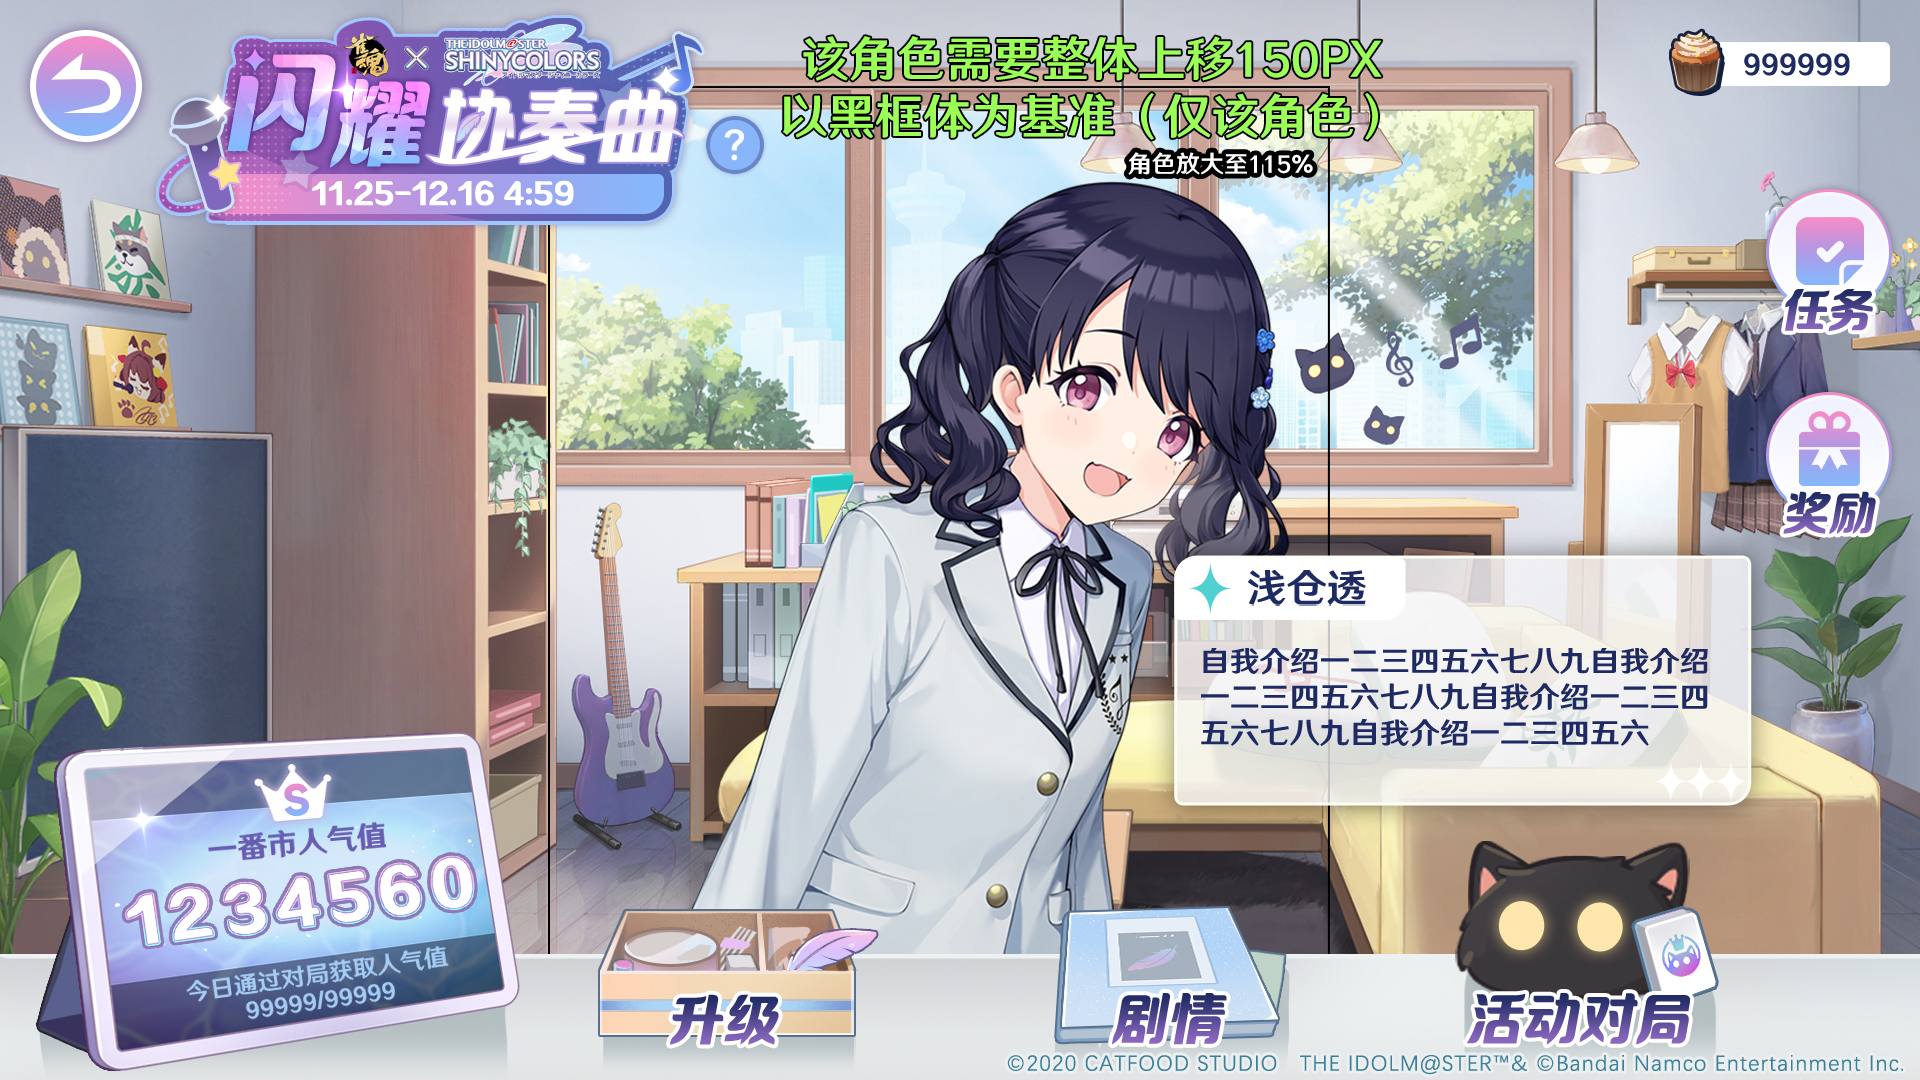 雀魂 × THE IDOLM@STER SHINYCOLORS
闪耀协奏曲
11.25-12.16 4:59
?
该角色需要整体上移150PX
以黑框体为基准（仅该角色）
角色放大至115%
999999
任务
奖励
浅仓透
自我介绍一二三四五六七八九自我介绍
一二三四五六七八九自我介绍一二三四
五六七八九自我介绍一二三四五六
S
一番市人气值
1234560
今日通过对局获取人气值
99999/99999
升级
剧情
活动对局
©2020 CATFOOD STUDIO THE IDOLM@STER™& ©Bandai Namco Entertainment Inc.